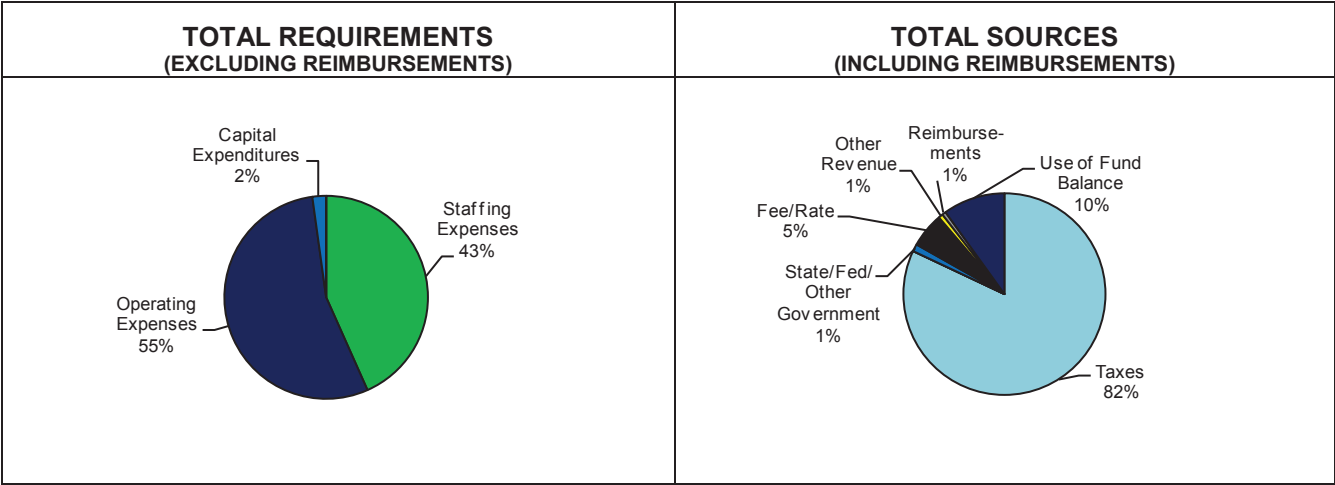 TOTAL REQUIREMENTS
(EXCLUDING REIMBURSEMENTS)
Capital
Expenditures
2%
Staffing
Expenses
43%
Operating
Expenses
55%
TOTAL SOURCES
(INCLUDING REIMBURSEMENTS)
Other
Revenue
1%
Reimburse-
ments
1%
Use of Fund
Balance
10%
Fee/Rate
5%
State/Fed/
Other
Government
1%
Taxes
82%